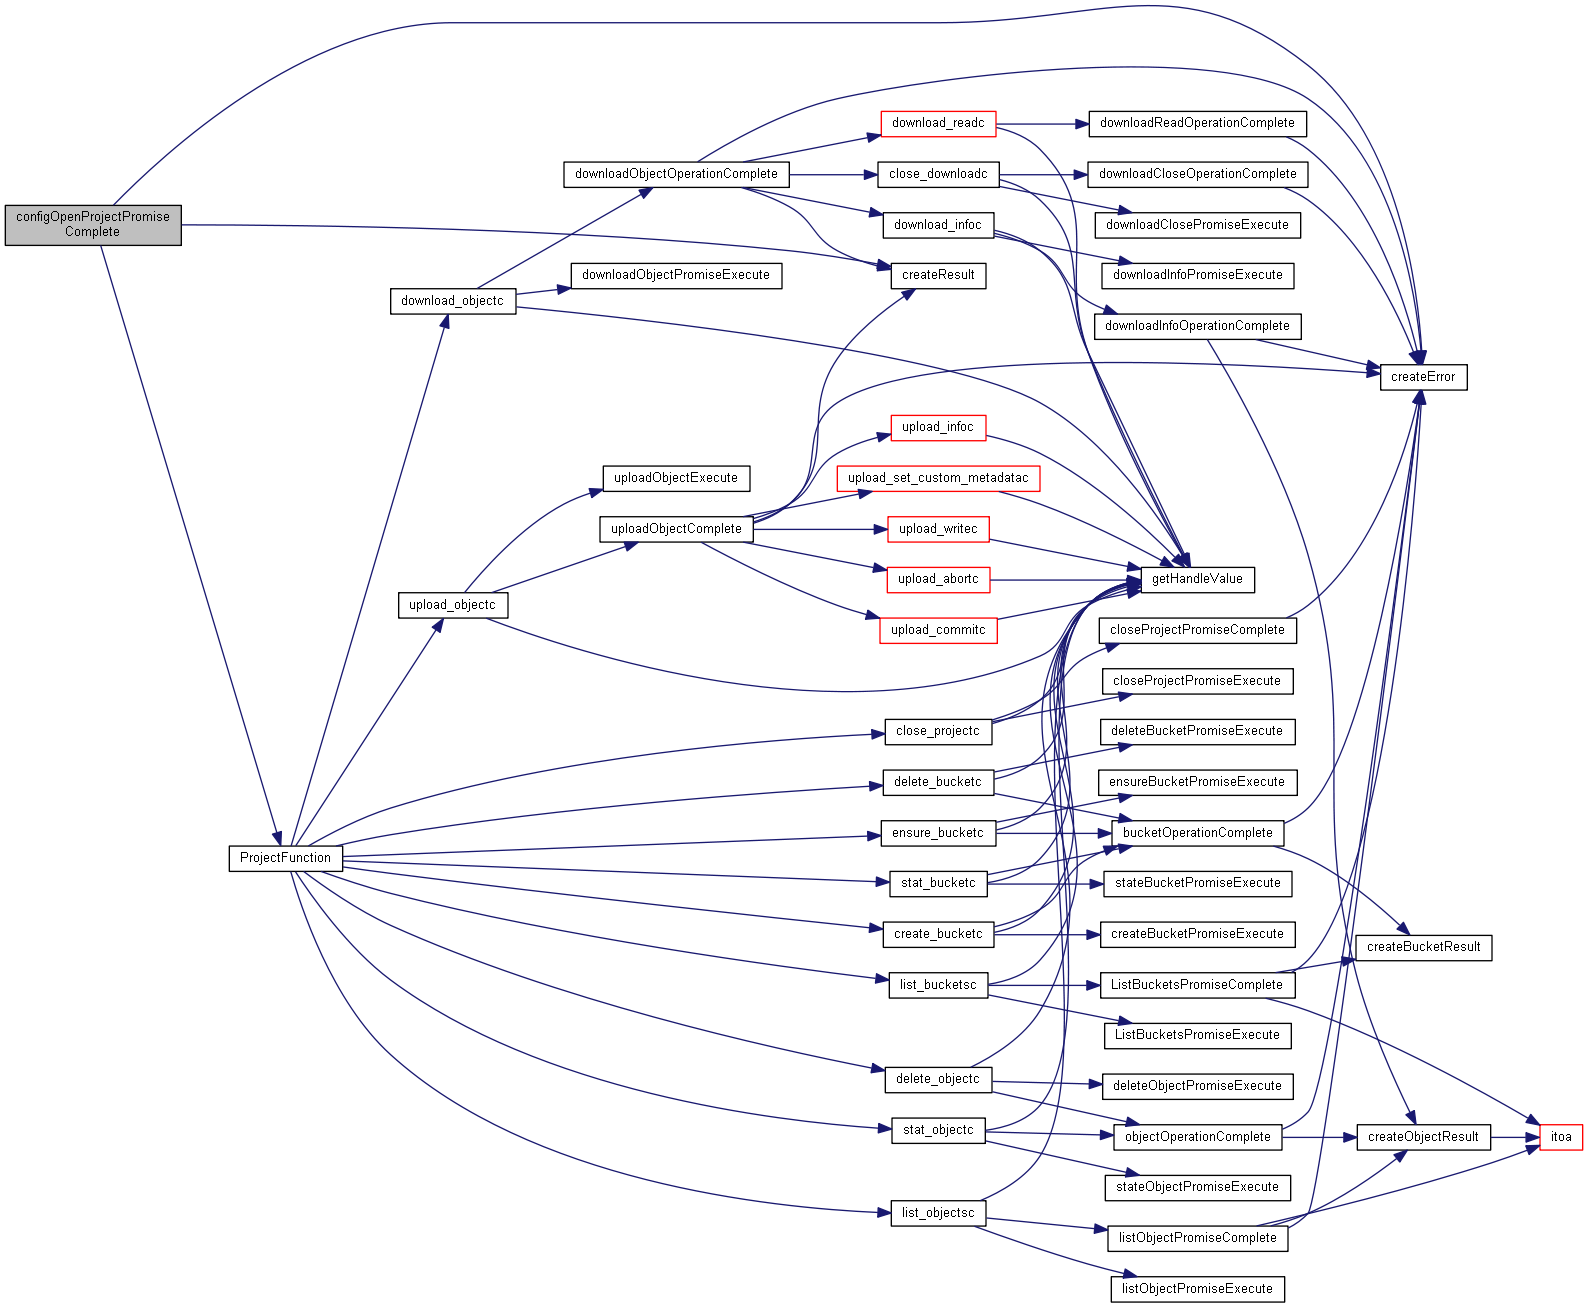 configOpenProjectPromise
Complete
ProjectFunction
download_objectc
upload_objectc
downloadObjectOperationComplete
downloadObjectPromiseExecute
uploadObjectExecute
uploadObjectComplete
download_readc
close_downloadc
download_infoc
createResult
upload_infoc
upload_set_custom_metadatac
upload_writec
upload_abortc
upload_commitc
close_projectc
delete_bucketc
ensure_bucketc
stat_bucketc
create_bucketc
list_bucketsc
delete_objectc
stat_objectc
list_objectsc
downloadReadOperationComplete
downloadCloseOperationComplete
downloadClosePromiseExecute
downloadInfoPromiseExecute
downloadInfoOperationComplete
getHandleValue
closeProjectPromiseComplete
closeProjectPromiseExecute
deleteBucketPromiseExecute
ensureBucketPromiseExecute
bucketOperationComplete
stateBucketPromiseExecute
createBucketPromiseExecute
ListBucketsPromiseComplete
ListBucketsPromiseExecute
deleteObjectPromiseExecute
objectOperationComplete
stateObjectPromiseExecute
listObjectPromiseComplete
listObjectPromiseExecute
createError
createBucketResult
createObjectResult
itoa